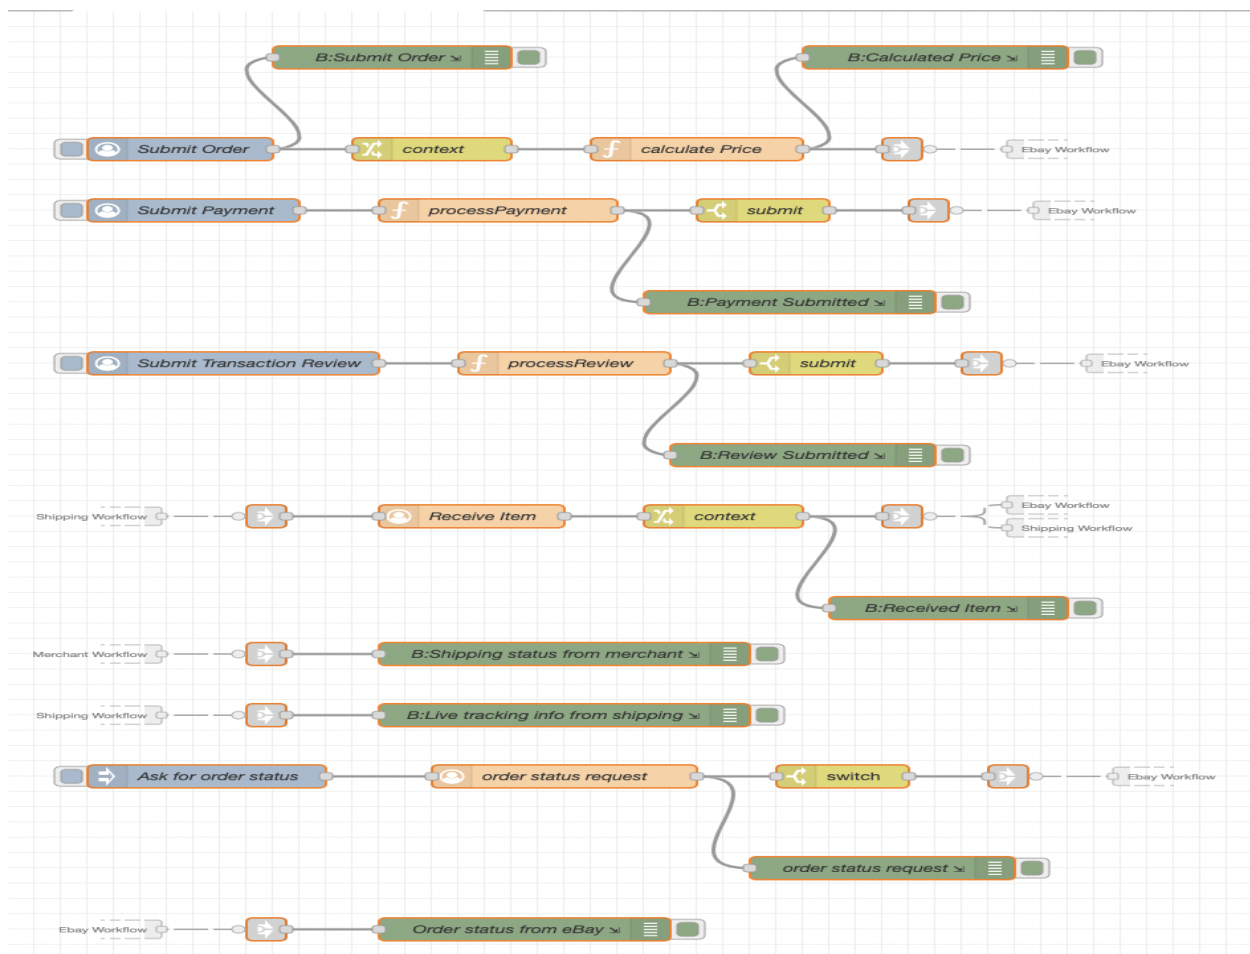 B:Submit Order
B:Calculated Price
Submit Order
context
calculate Price
Ebay Workflow
Submit Payment
processPayment
submit
Ebay Workflow
B:Payment Submitted
Submit Transaction Review
processReview
submit
Ebay Workflow
B:Review Submitted
Shipping Workflow
Receive Item
context
Ebay Workflow
Shipping Workflow
B:Received Item
Merchant Workflow
B:Shipping status from merchant
Shipping Workflow
B:Live tracking info from shipping
Ask for order status
order status request
switch
Ebay Workflow
order status request
Ebay Workflow
Order status from eBay